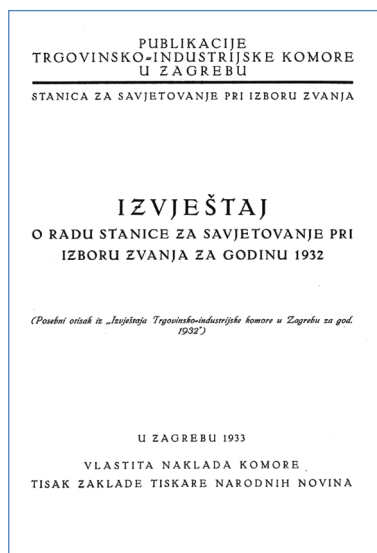 PUBLIKACIJE
TRGOVINSKO-INDUSTRIJSKE KOMORE
U ZAGREBU
STANICA ZA SAVJETOVANJE PRI IZBORU ZVANJA
IZVJEŠTAJ
O RADU STANICE ZA SAVJETOVANJE PRI
IZBORU ZVANJA ZA GODINU 1932
(Posebni otisak iz „Izvještaja Trgovinsko-industrijske komore u Zagrebu za god.
1932")
U ZAGREBU 1933
VLASTITA NAKLADA KOMORE
TISAK ZAKLADE TISKARE NARODNIH NOVINA